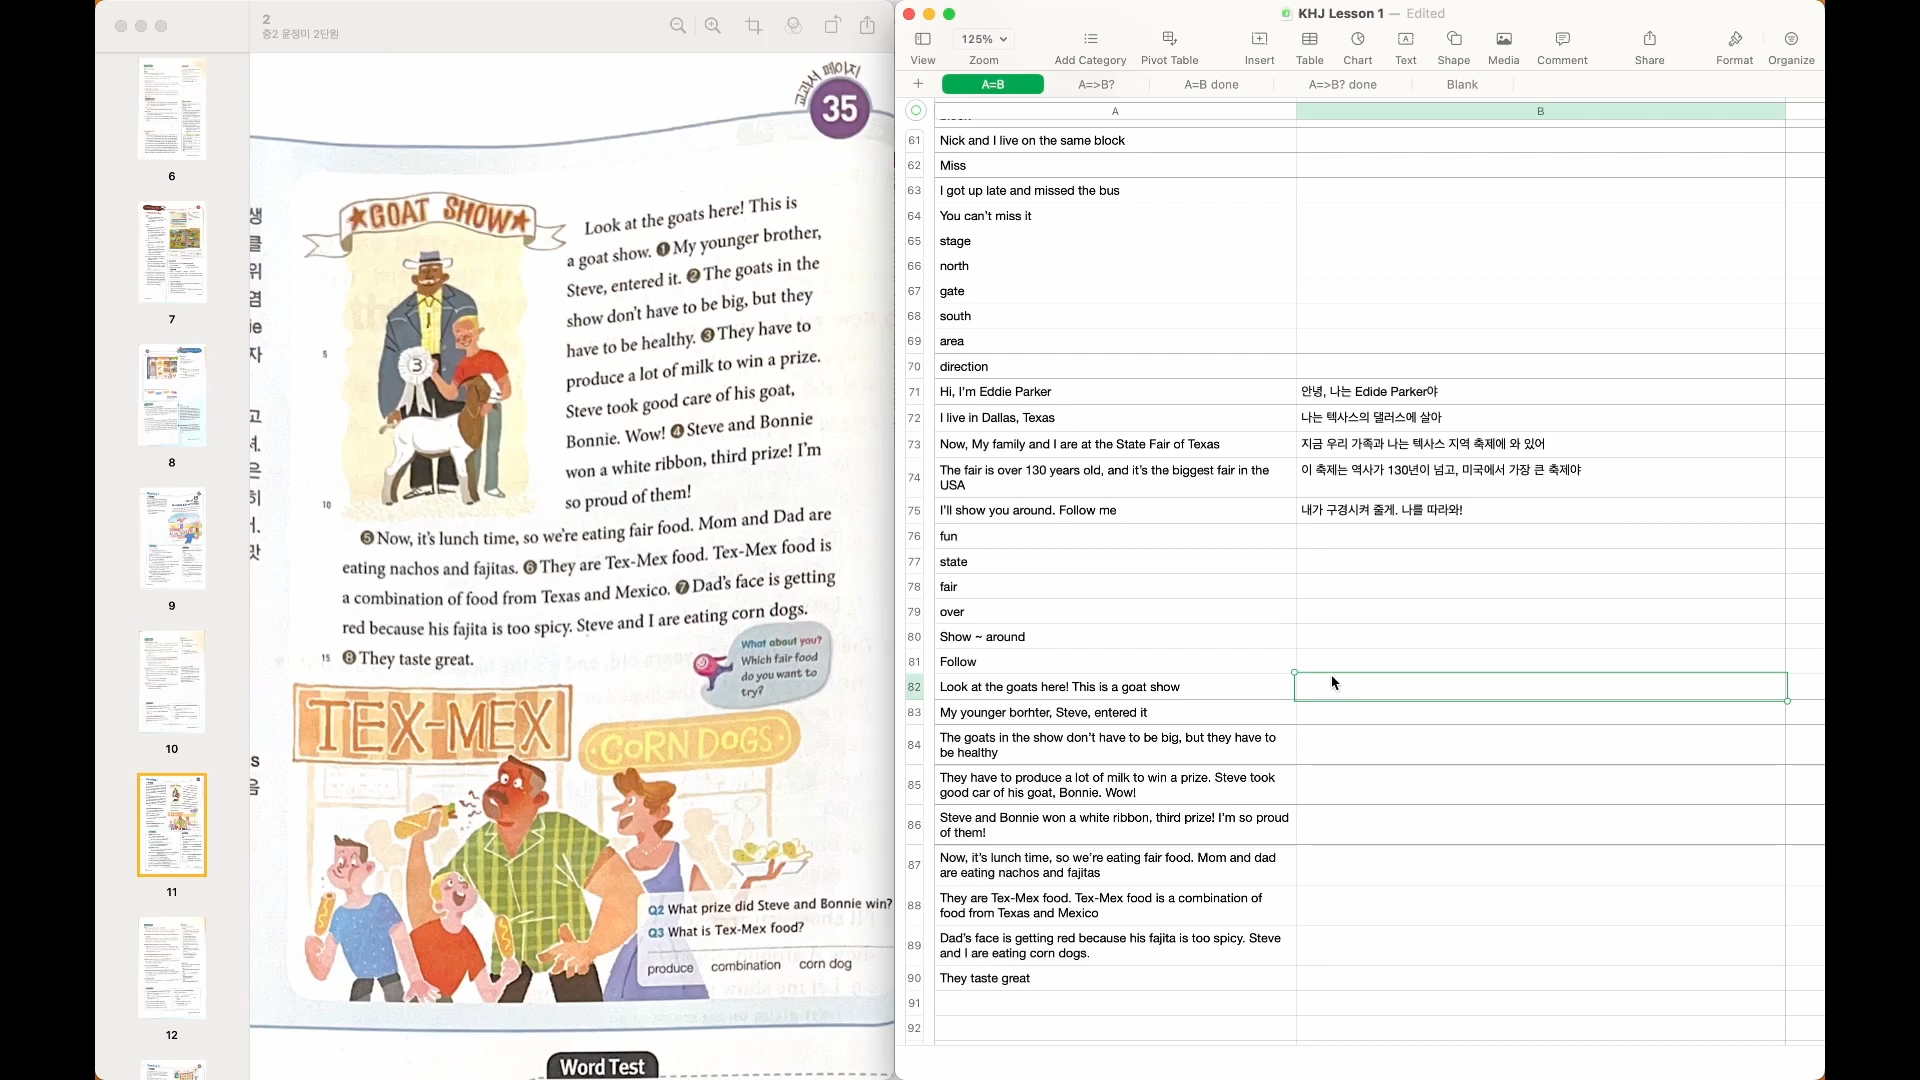 2
중2 윤정미 2단원
6
7
8
9
10
11
12
교과서 페이지
35
생
클
위
염
ie
자
고
져.
은
히
.
맛
s
음
GOAT SHOW
3
Look at the goats here! This is
a goat show. ❶ My younger brother,
Steve, entered it. ❷ The goats in the
show don't have to be big, but they
have to be healthy. ❸ They have to
produce a lot of milk to win a prize.
Steve took good care of his goat,
Bonnie. Wow! ❹ Steve and Bonnie
won a white ribbon, third prize! I'm
so proud of them!
5
10
❺ Now, it's lunch time, so we're eating fair food. Mom and Dad are
eating nachos and fajitas. ❻ They are Tex-Mex food. Tex-Mex food is
a combination of food from Texas and Mexico. ❼ Dad's face is getting
red because his fajita is too spicy. Steve and I are eating corn dogs.
15 ❽ They taste great.
What about you?
Which fair food
do you want to
try?
TEX-MEX
CORN DOGS
Q2 What prize did Steve and Bonnie win?
Q3 What is Tex-Mex food?
produce combination corn dog
Word Test
KHJ Lesson 1 — Edited
125%
View Zoom Add Category Pivot Table Insert Table Chart Text Shape Media Comment Share Format Organize
A=B A=>B? A=B done A=>B? done Blank
A B
61 Nick and I live on the same block
62 Miss
63 I got up late and missed the bus
64 You can't miss it
65 stage
66 north
67 gate
68 south
69 area
70 direction
71 Hi, I'm Eddie Parker 안녕, 나는 Edide Parker야
72 I live in Dallas, Texas 나는 텍사스의 댈러스에 살아
73 Now, My family and I are at the State Fair of Texas 지금 우리 가족과 나는 텍사스 지역 축제에 와 있어
74 The fair is over 130 years old, and it's the biggest fair in the
USA 이 축제는 역사가 130년이 넘고, 미국에서 가장 큰 축제야
75 I'll show you around. Follow me 내가 구경시켜 줄게. 나를 따라와!
76 fun
77 state
78 fair
79 over
80 Show ~ around
81 Follow
82 Look at the goats here! This is a goat show
83 My younger borhter, Steve, entered it
84 The goats in the show don't have to be big, but they have to
be healthy
85 They have to produce a lot of milk to win a prize. Steve took
good car of his goat, Bonnie. Wow!
86 Steve and Bonnie won a white ribbon, third prize! I'm so proud
of them!
87 Now, it's lunch time, so we're eating fair food. Mom and dad
are eating nachos and fajitas
88 They are Tex-Mex food. Tex-Mex food is a combination of
food from Texas and Mexico
89 Dad's face is getting red because his fajita is too spicy. Steve
and I are eating corn dogs.
90 They taste great
91
92